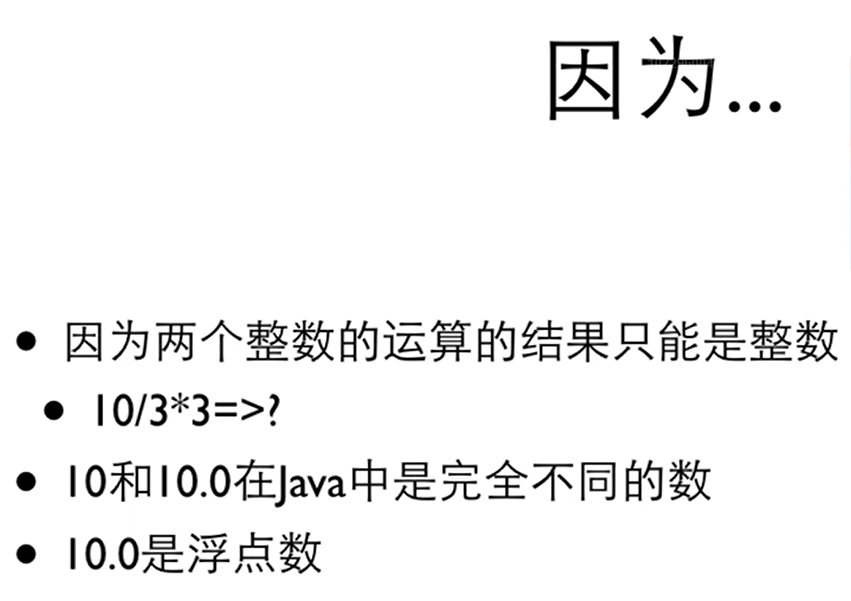 因为...
因为两个整数的运算的结果只能是整数
10/3*3=>?
10和10.0在Java中是完全不同的数
10.0是浮点数